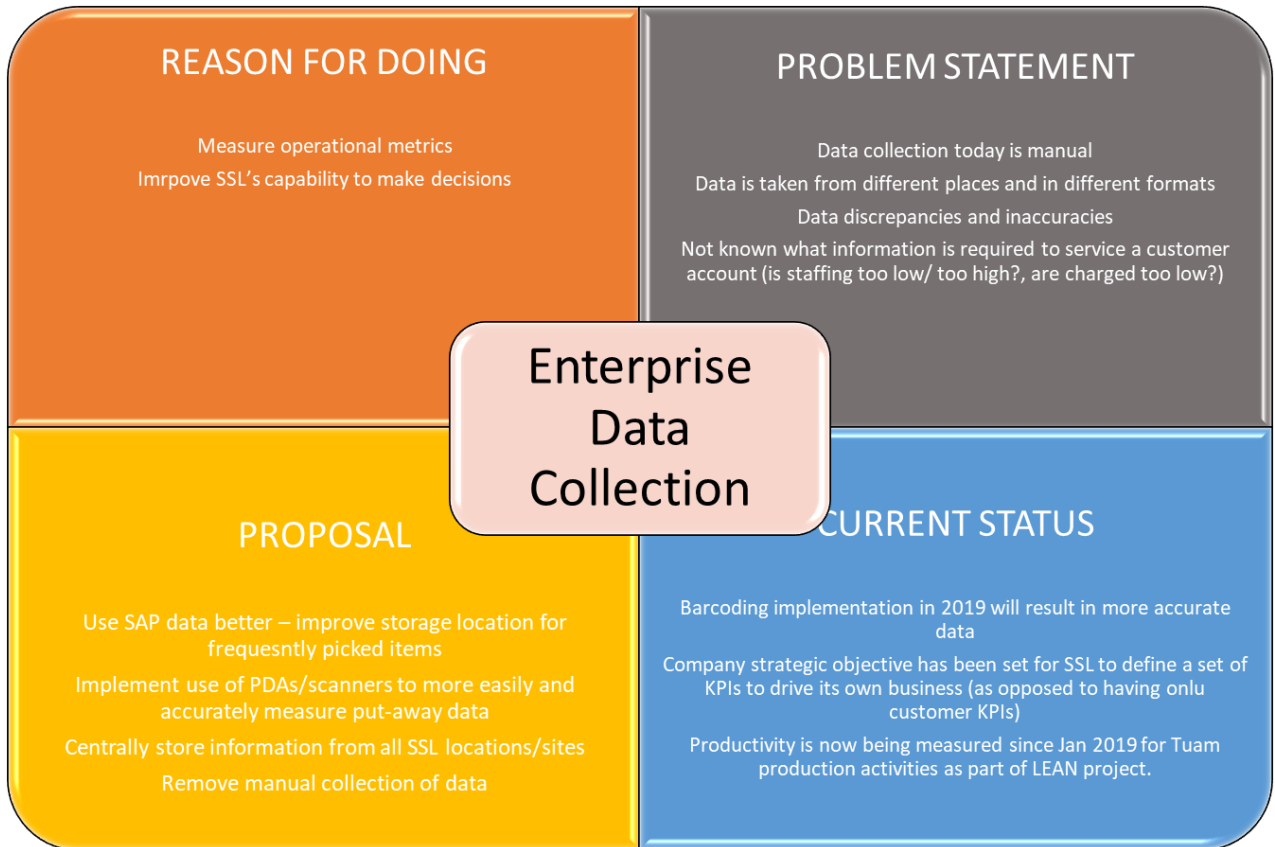 REASON FOR DOING
Measure operational metrics
Imrpove SSL's capability to make decisions
PROBLEM STATEMENT
Data collection today is manual
Data is taken from different places and in different formats
Data discrepancies and inaccuracies
Not known what information is required to service a customer
account (is staffing too low/ too high?, are charged too low?)
Enterprise
Data
Collection
PROPOSAL
Use SAP data better – improve storage location for
frequesntly picked items
Implement use of PDAs/scanners to more easily and
accurately measure put-away data
Centrally store information from all SSL locations/sites
Remove manual collection of data
CURRENT STATUS
Barcoding implementation in 2019 will result in more accurate
data
Company strategic objective has been set for SSL to define a set of
KPIs to drive its own business (as opposed to having onlu
customer KPIs)
Productivity is now being measured since Jan 2019 for Tuam
production activities as part of LEAN project.